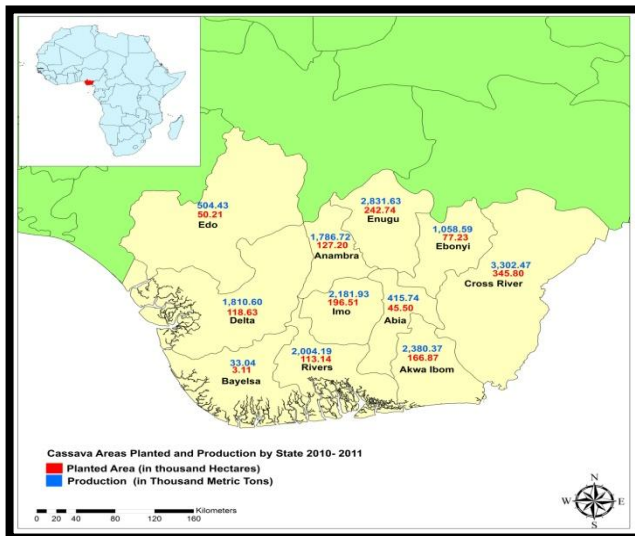 504.43
50.21
Edo
2,831.63
242.74
Enugu
1,786.72
127.20
Anambra
1,058.59
77.23
Ebonyi
3,302.47
345.80
Cross River
1,810.60
118.63
Delta
2,181.93
196.51
Imo
415.74
45.50
Abia
33.04
3.11
Bayelsa
2,004.19
113.14
Rivers
2,380.37
166.87
Akwa Ibom
Cassava Areas Planted and Production by State 2010- 2011
Planted Area (in thousand Hectares)
Production (in Thousand Metric Tons)
Kilometers
0 20 40 80 120 160
N
W E
S